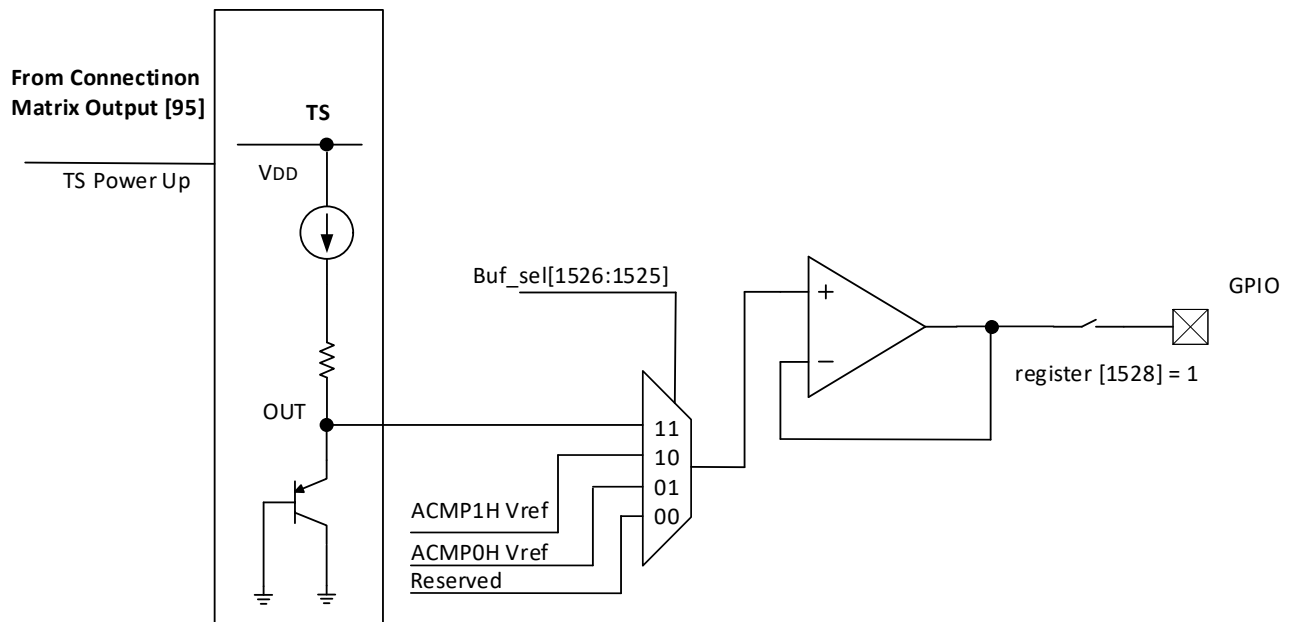 From Connectinon
Matrix Output [95]
TS Power Up
TS
VDD
OUT
Buf_sel[1526:1525]
11
10
01
00
ACMP1H Vref
ACMP0H Vref
Reserved
+
−
GPIO
register [1528] = 1